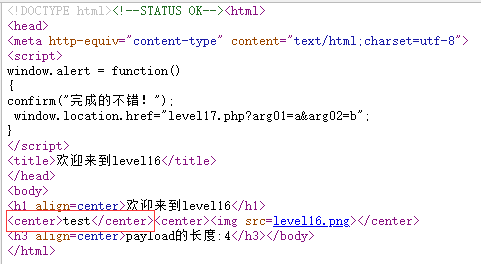 <!DOCTYPE html><!--STATUS OK--><html>
<head>
<meta http-equiv="content-type" content="text/html;charset=utf-8">
<script>
window.alert = function()
{
confirm("完成的不错！");
 window.location.href="level17.php?arg01=a&arg02=b";
}
</script>
<title>欢迎来到level16</title>
</head>
<body>
<h1 align=center>欢迎来到level16</h1>
<center>test</center><center><img src=level16.png></center>
<h3 align=center>payload的长度:4</h3></body>
</html>